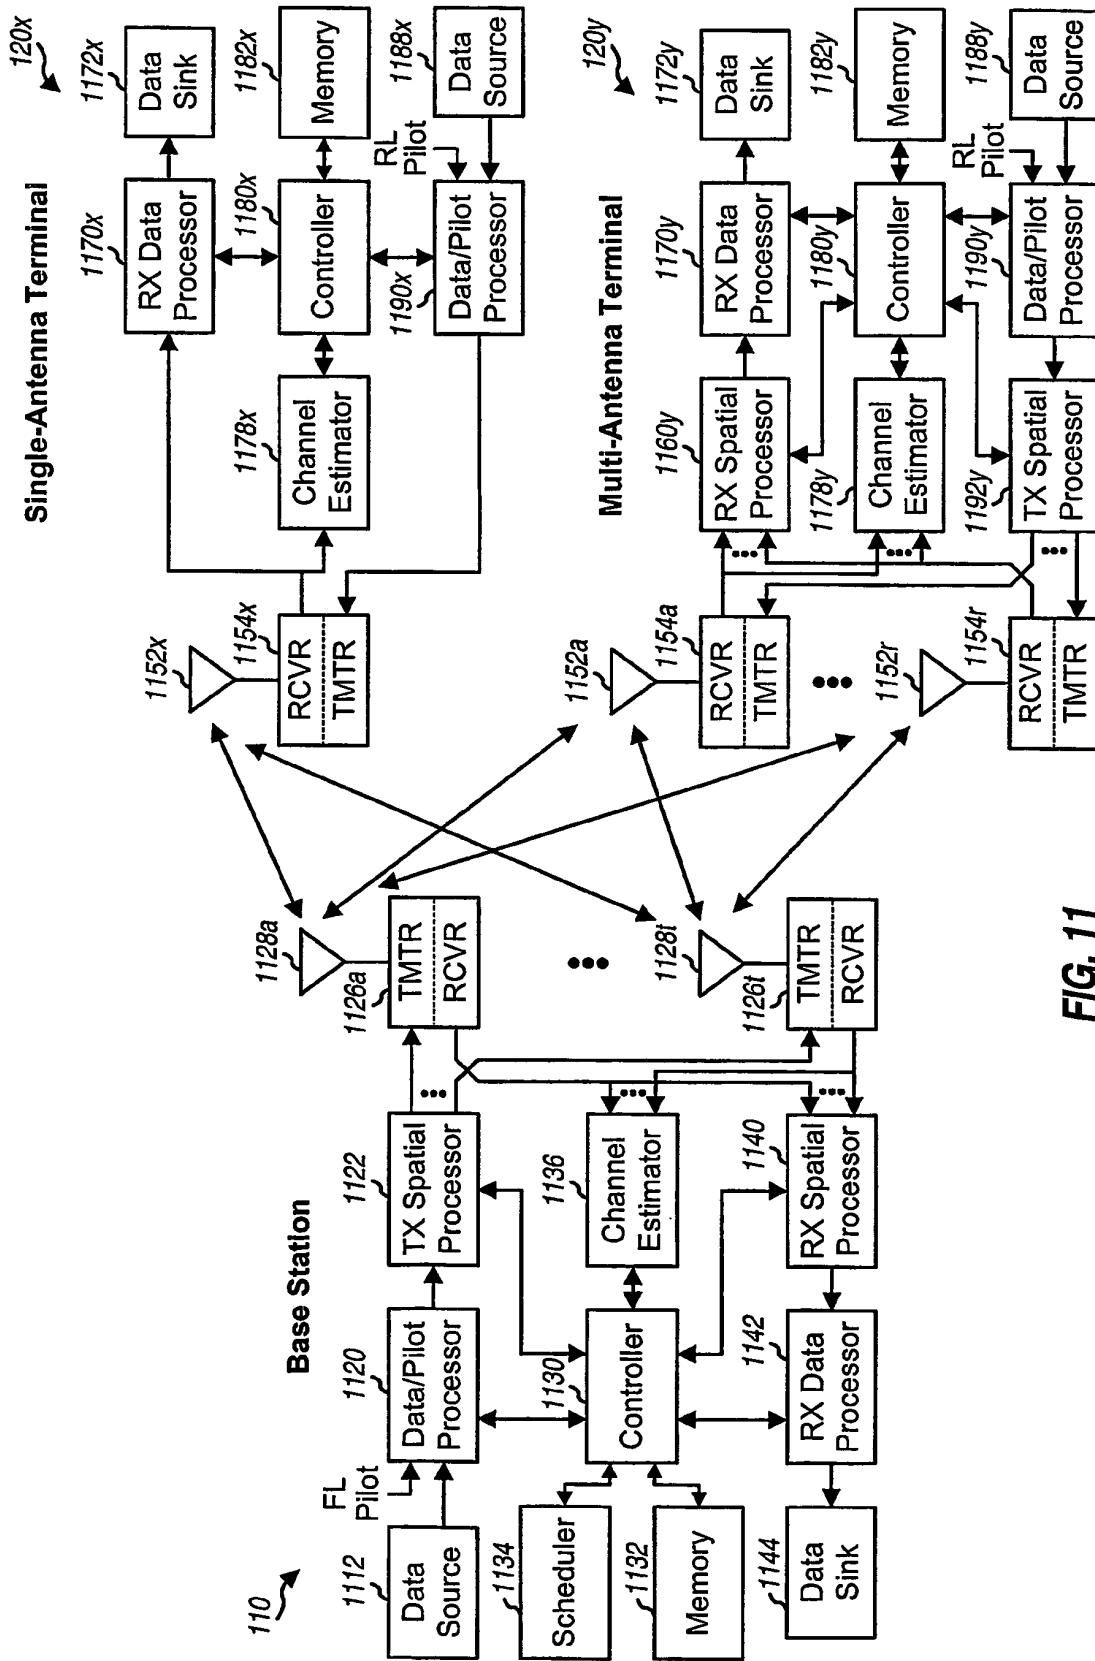 110
Base Station
1112
Data
Source
FL
Pilot
1120
Data/Pilot
Processor
1122
TX Spatial
Processor
1134
Scheduler
1130
Controller
1136
Channel
Estimator
1132
Memory
1144
Data
Sink
1142
RX Data
Processor
1140
RX Spatial
Processor
1128a
1126a
TMTR
RCVR
1128t
1126t
TMTR
RCVR
Single-Antenna Terminal
120x
1152x
1154x
RCVR
TMTR
1170x
RX Data
Processor
1172x
Data
Sink
1178x
Channel
Estimator
1180x
Controller
1182x
Memory
1190x
Data/Pilot
Processor
RL
Pilot
1188x
Data
Source
Multi-Antenna Terminal
120y
1152a
1154a
RCVR
TMTR
1152r
1154r
RCVR
TMTR
1160y
RX Spatial
Processor
1170y
RX Data
Processor
1172y
Data
Sink
1178y
Channel
Estimator
1180y
Controller
1182y
Memory
1192y
TX Spatial
Processor
1190y
Data/Pilot
Processor
RL
Pilot
1188y
Data
Source
FIG. 11